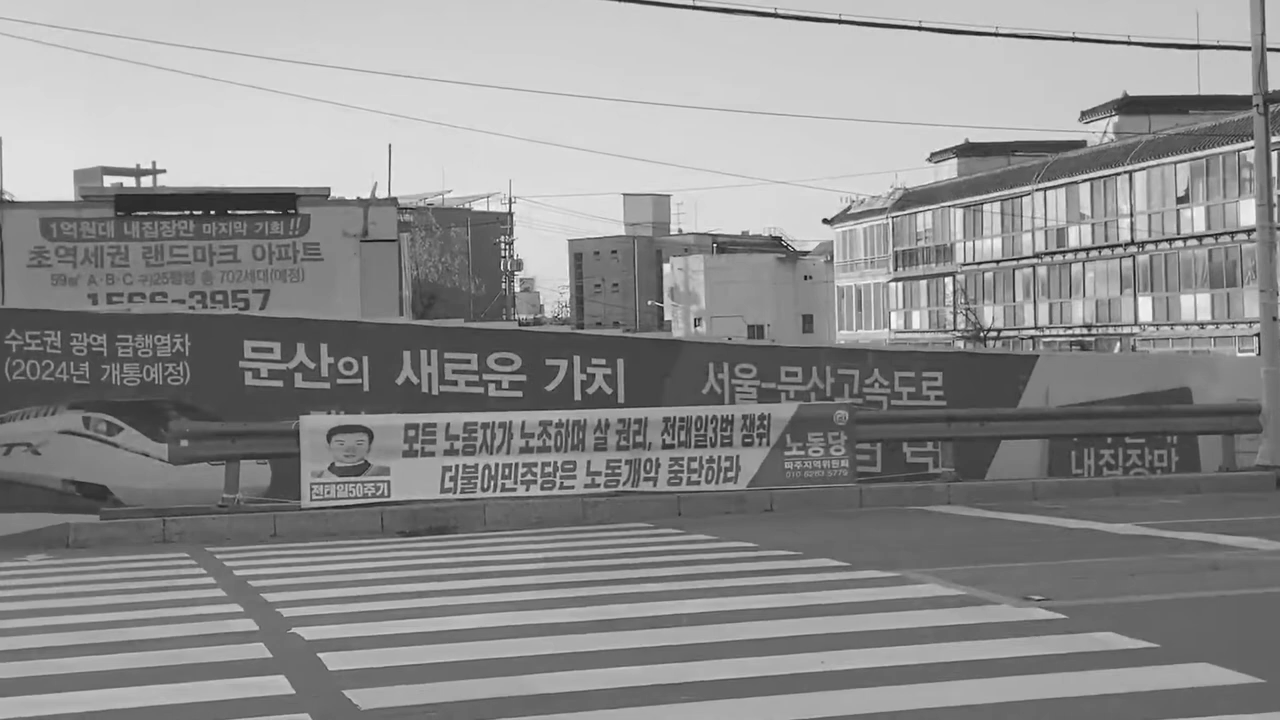 1억원대 내집장만 마지막 기회!!
초역세권 랜드마크 아파트
59㎡ A·B·C 구)25평형 총 702세대(예정)
1566-3957
수도권 광역 급행열차
(2024년 개통예정)
문산의 새로운 가치
서울-문산고속도로
모든 노동자가 노조하며 살 권리, 전태일3법 쟁취
더불어민주당은 노동개악 중단하라
전태일50주기
노동당
파주지역위원회
010 9283 5779
내집장만